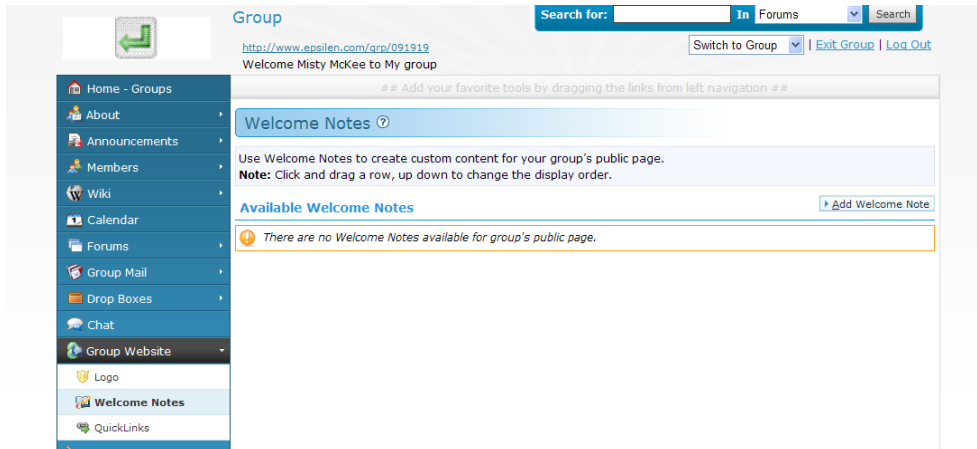 Group
Search for: In Forums Search
http://www.epsilen.com/grp/091919
Switch to Group | Exit Group | Log Out
Welcome Misty McKee to My group
Home - Groups
## Add your favorite tools by dragging the links from left navigation ##
About
Welcome Notes ?
Announcements
Members
Use Welcome Notes to create custom content for your group's public page.
Note: Click and drag a row, up down to change the display order.
Wiki
Available Welcome Notes
Add Welcome Note
Calendar
There are no Welcome Notes available for group's public page.
Forums
Group Mail
Drop Boxes
Chat
Group Website
Logo
Welcome Notes
QuickLinks